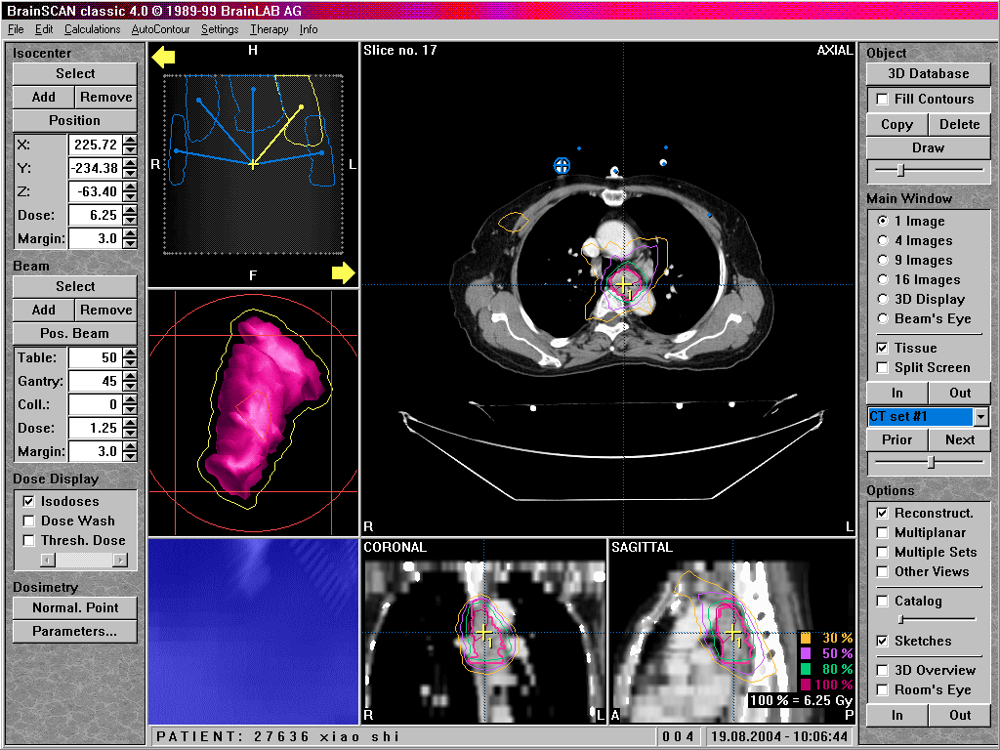 BrainSCAN classic 4.0 © 1989-99 BrainLAB AG
File Edit Calculations AutoContour Settings Therapy Info
Isocenter
Select
Add Remove
Position
X: 225.72
Y: -234.38
Z: -63.40
Dose: 6.25
Margin: 3.0
Beam
Select
Add Remove
Pos. Beam
Table: 50
Gantry: 45
Coll.: 0
Dose: 1.25
Margin: 3.0
Dose Display
Isodoses
Dose Wash
Thresh. Dose
Dosimetry
Normal. Point
Parameters...
H
R L
F
Slice no. 17 AXIAL
1
R L
CORONAL
1
R L
SAGITTAL
1
30 %
50 %
80 %
100 %
100 % = 6.25 Gy
A P
Object
3D Database
Fill Contours
Copy Delete
Draw
Main Window
1 Image
4 Images
9 Images
16 Images
3D Display
Beam's Eye
Tissue
Split Screen
In Out
CT set #1
Prior Next
Options
Reconstruct.
Multiplanar
Multiple Sets
Other Views
Catalog
Sketches
3D Overview
Room's Eye
In Out
PATIENT: 27636 xiao shi 004 19.08.2004 - 10:06:44